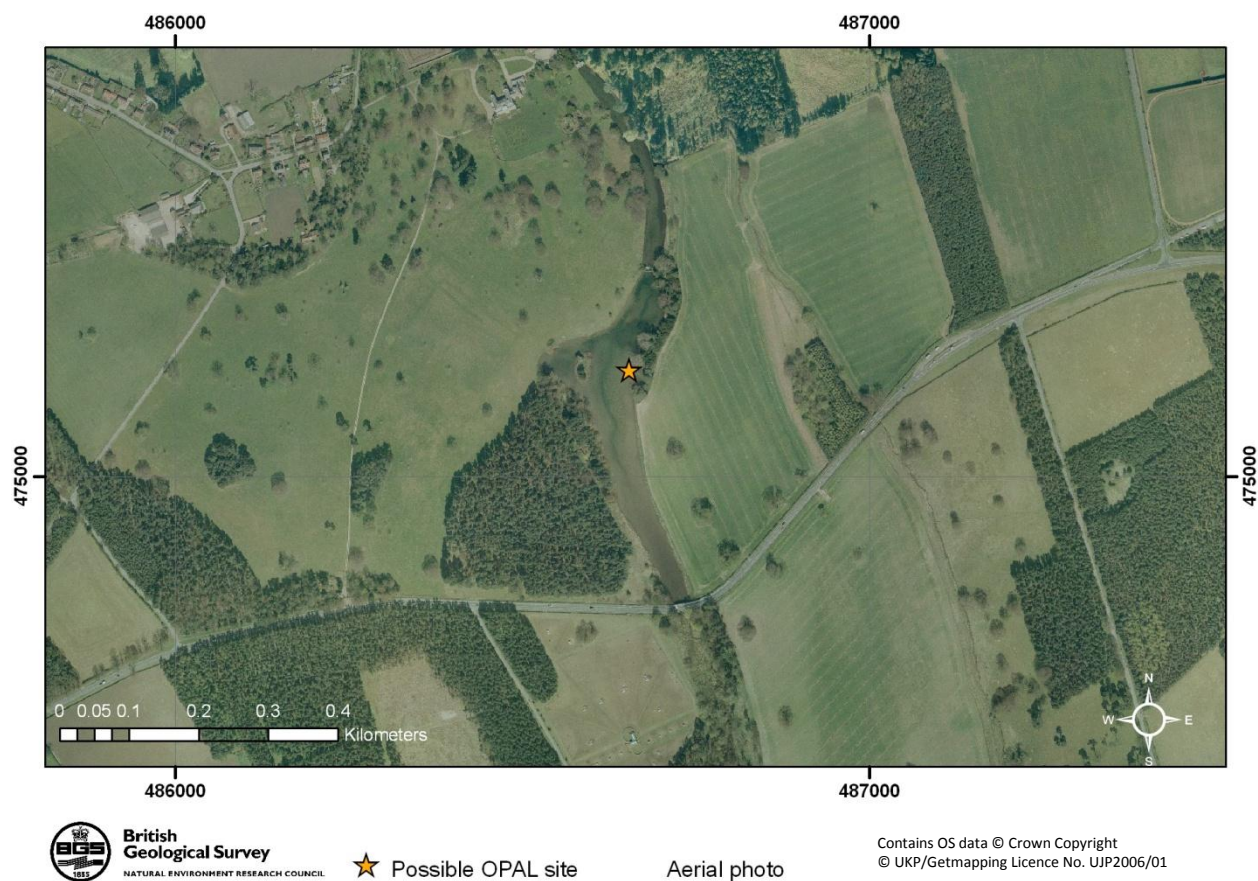 486000
487000
475000
475000
N
W
E
S
0 0.05 0.1 0.2 0.3 0.4
Kilometers
486000
487000
BGS
1835
British
Geological Survey
NATURAL ENVIRONMENT RESEARCH COUNCIL
Possible OPAL site
Aerial photo
Contains OS data © Crown Copyright
© UKP/Getmapping Licence No. UJP2006/01